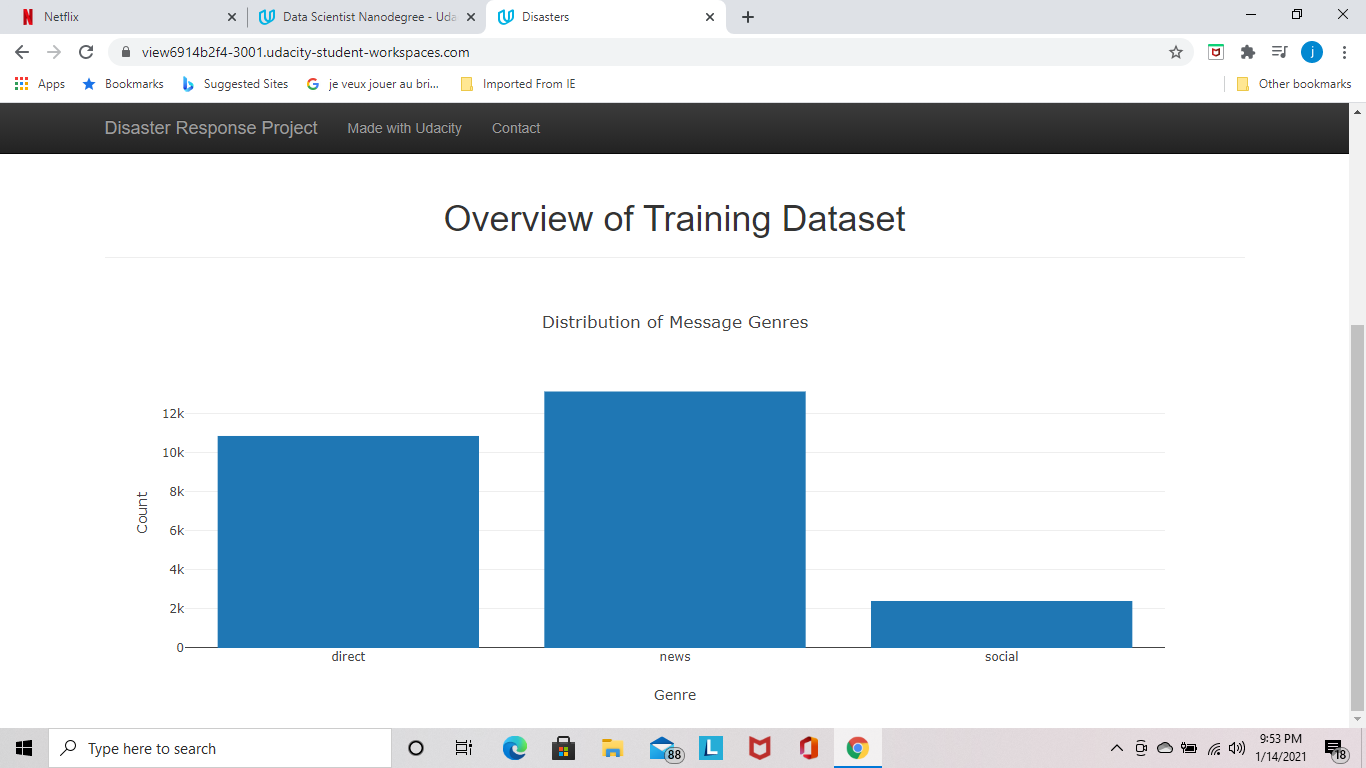 Netflix
Data Scientist Nanodegree - Uda
Disasters
view6914b2f4-3001.udacity-student-workspaces.com
j
Apps
Bookmarks
Suggested Sites
je veux jouer au bri...
Imported From IE
Other bookmarks
Disaster Response Project
Made with Udacity
Contact
Overview of Training Dataset
Distribution of Message Genres
12k
10k
8k
6k
4k
2k
0
Count
direct
news
social
Genre
Type here to search
88
L
9:53 PM
1/14/2021
18